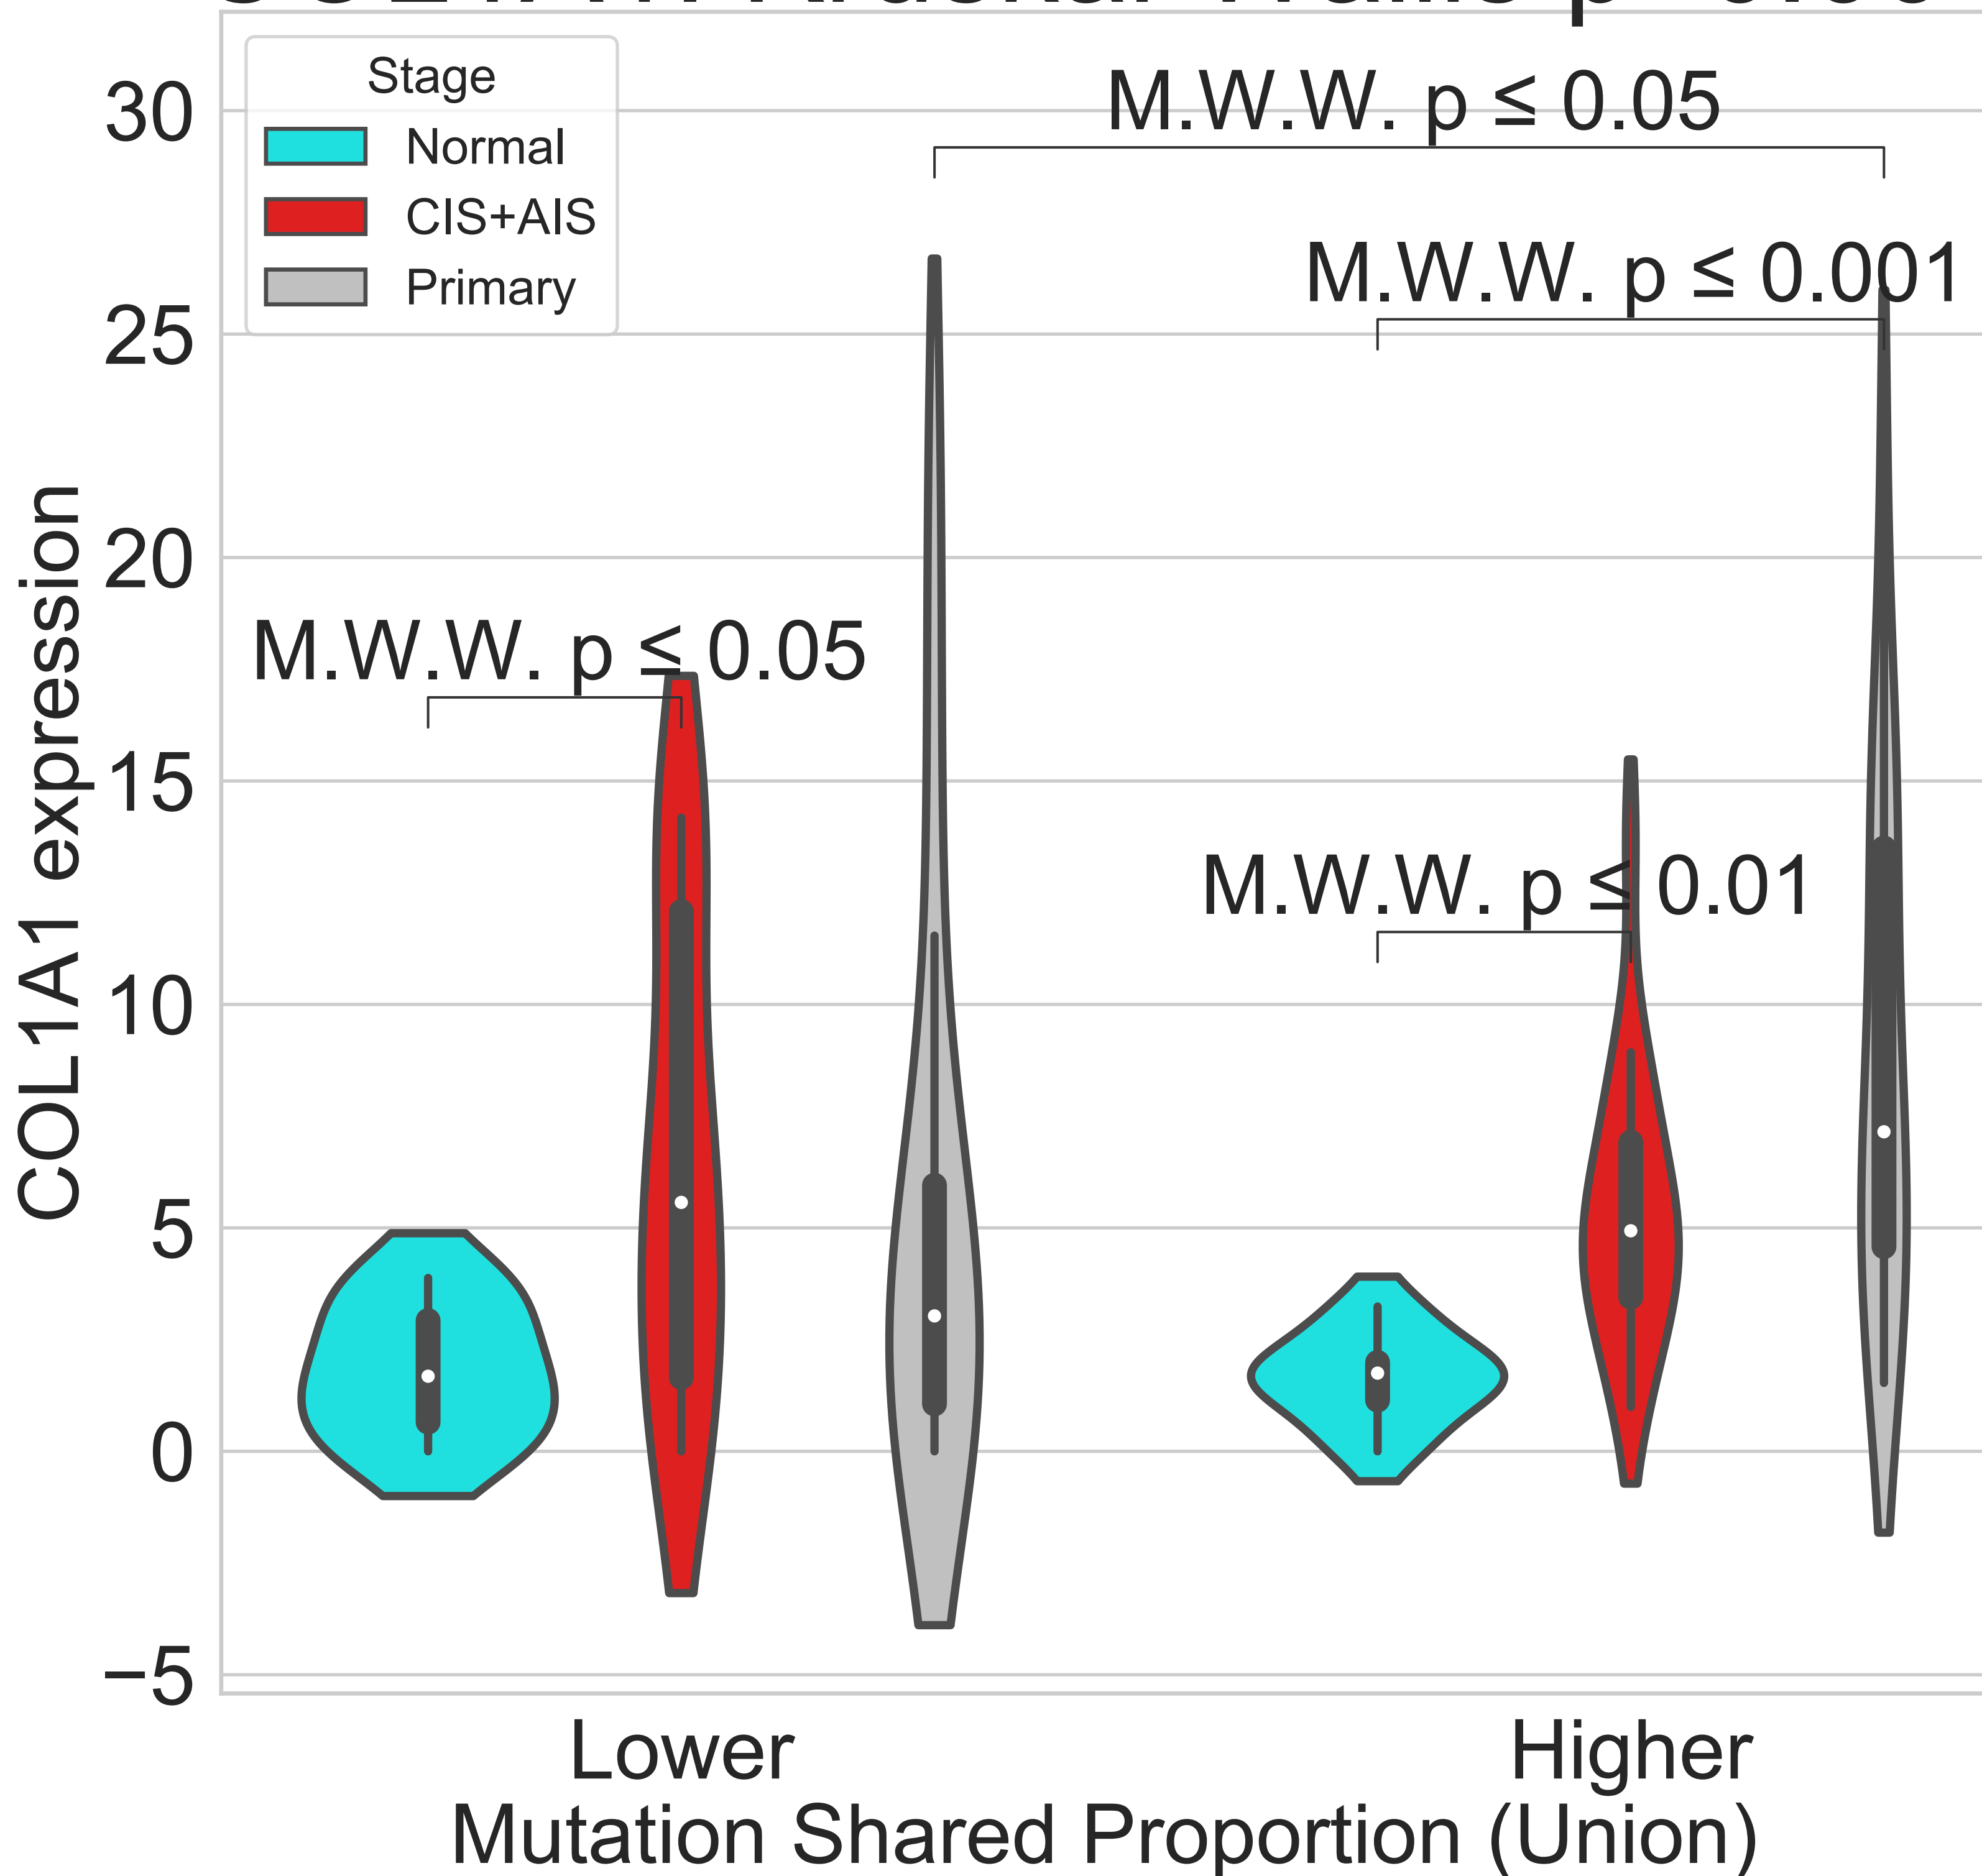 Stage
Normal
CIS+AIS
Primary
M.W.W. p ≤ 0.05
M.W.W. p ≤ 0.001
M.W.W. p ≤ 0.05
M.W.W. p ≤ 0.01
30
25
20
15
10
5
0
−5
COL1A1 expression
Lower
Higher
Mutation Shared Proportion (Union)